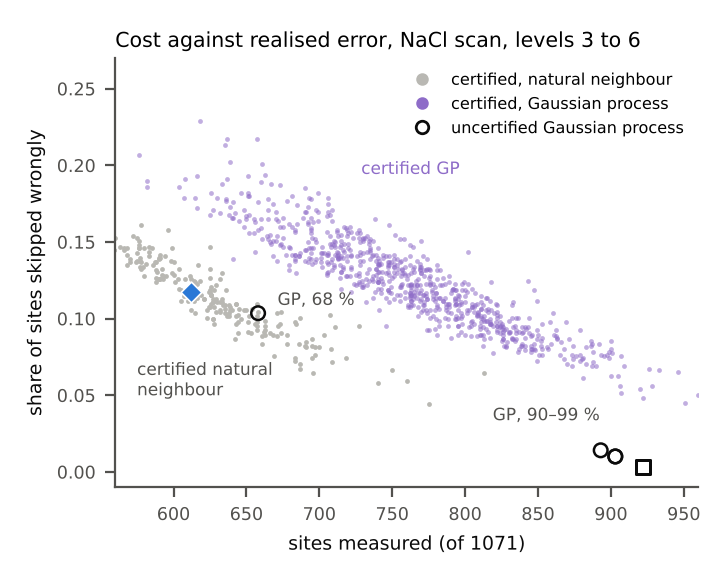 Cost against realised error, NaCl scan, levels 3 to 6
certified, natural neighbour
certified, Gaussian process
uncertified Gaussian process
certified GP
GP, 68 %
certified natural
neighbour
GP, 90–99 %
share of sites skipped wrongly
0.25
0.20
0.15
0.10
0.05
0.00
600 650 700 750 800 850 900 950
sites measured (of 1071)